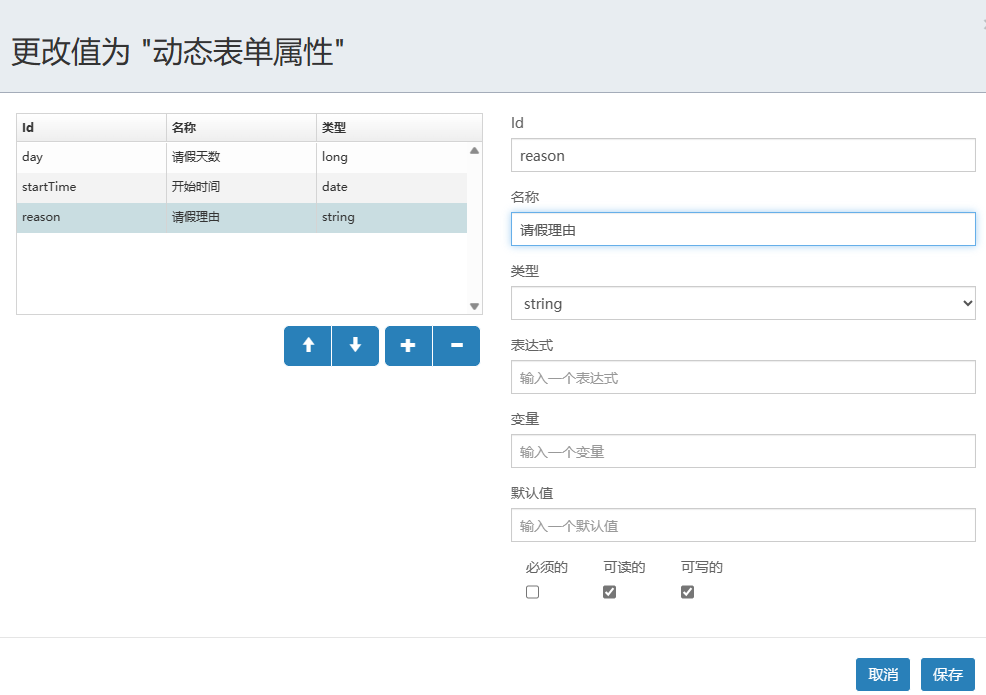 更改值为 "动态表单属性"
Id 名称 类型
day 请假天数 long
startTime 开始时间 date
reason 请假理由 string
Id
reason
名称
请假理由
类型
string
表达式
输入一个表达式
变量
输入一个变量
默认值
输入一个默认值
必须的 可读的 可写的
取消 保存